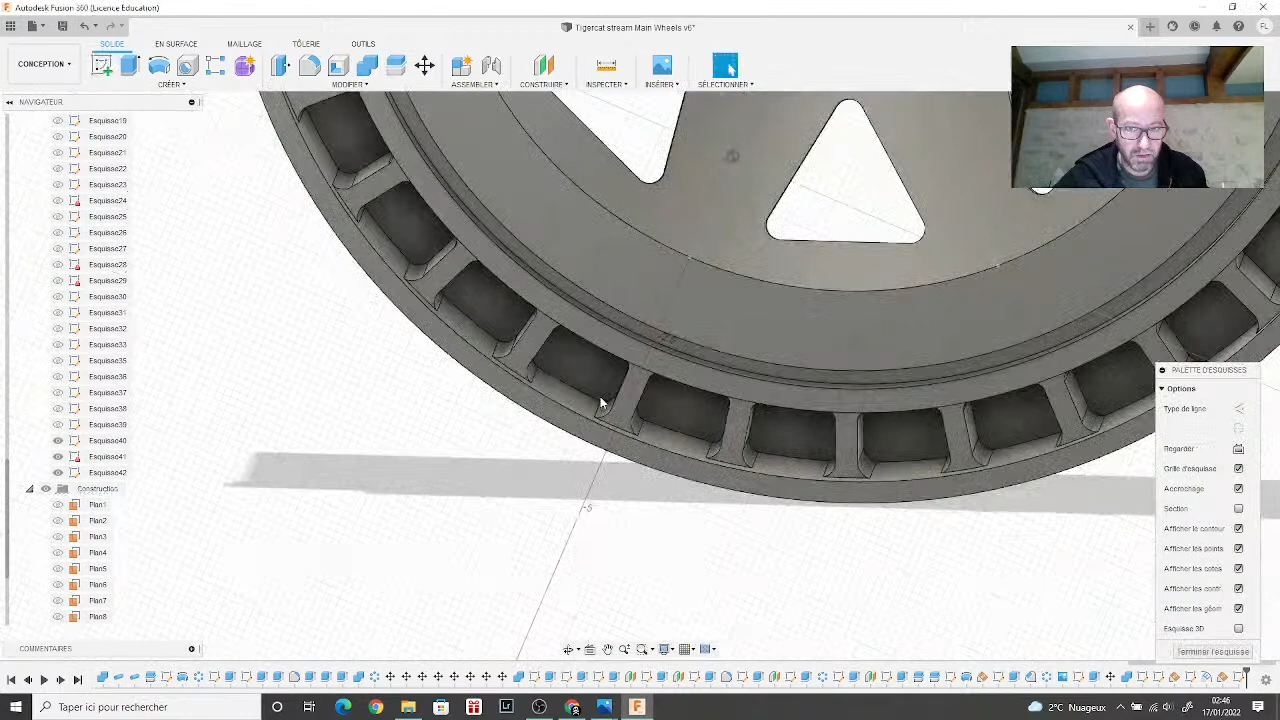 Autodesk Fusion 360 (Licence Education)
Tigercat stream Main Wheels v6*
FL
SOLIDE EN SURFACE MAILLAGE TÔLERIE OUTILS
CONCEPTION
CRÉER MODIFIER ASSEMBLER CONSTRUIRE INSPECTER INSÉRER SÉLECTIONNER
NAVIGATEUR
Esquisse19
Esquisse20
Esquisse21
Esquisse22
Esquisse23
Esquisse24
Esquisse25
Esquisse26
Esquisse27
Esquisse28
Esquisse29
Esquisse30
Esquisse31
Esquisse32
Esquisse33
Esquisse35
Esquisse36
Esquisse37
Esquisse38
Esquisse39
Esquisse40
Esquisse41
Esquisse42
Construction
Plan1
Plan2
Plan3
Plan4
Plan5
Plan6
Plan7
Plan8
-5
PALETTE D'ESQUISSES
Options
Type de ligne
Regarder
Grille d'esquisse
Accrochage
Section
Afficher le contour
Afficher les points
Afficher les cotes
Afficher les contr
Afficher les géom
Esquisse 3D
Terminer l'esquisse
COMMENTAIRES
Taper ici pour rechercher
2°C Nuageux
02:46
17/01/2022